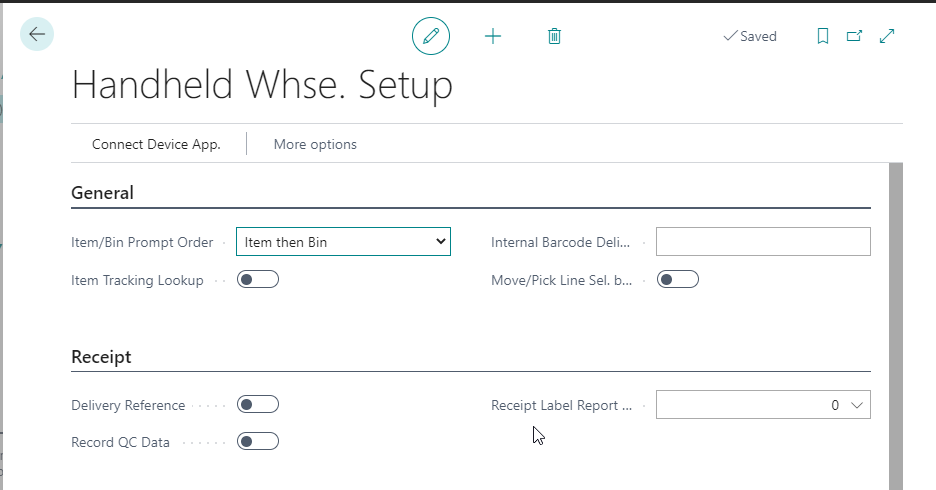 Saved
Handheld Whse. Setup
Connect Device App. More options
General
Item/Bin Prompt Order Item then Bin Internal Barcode Deli...
Item Tracking Lookup Move/Pick Line Sel. b...
Receipt
Delivery Reference Receipt Label Report ... 0
Record QC Data